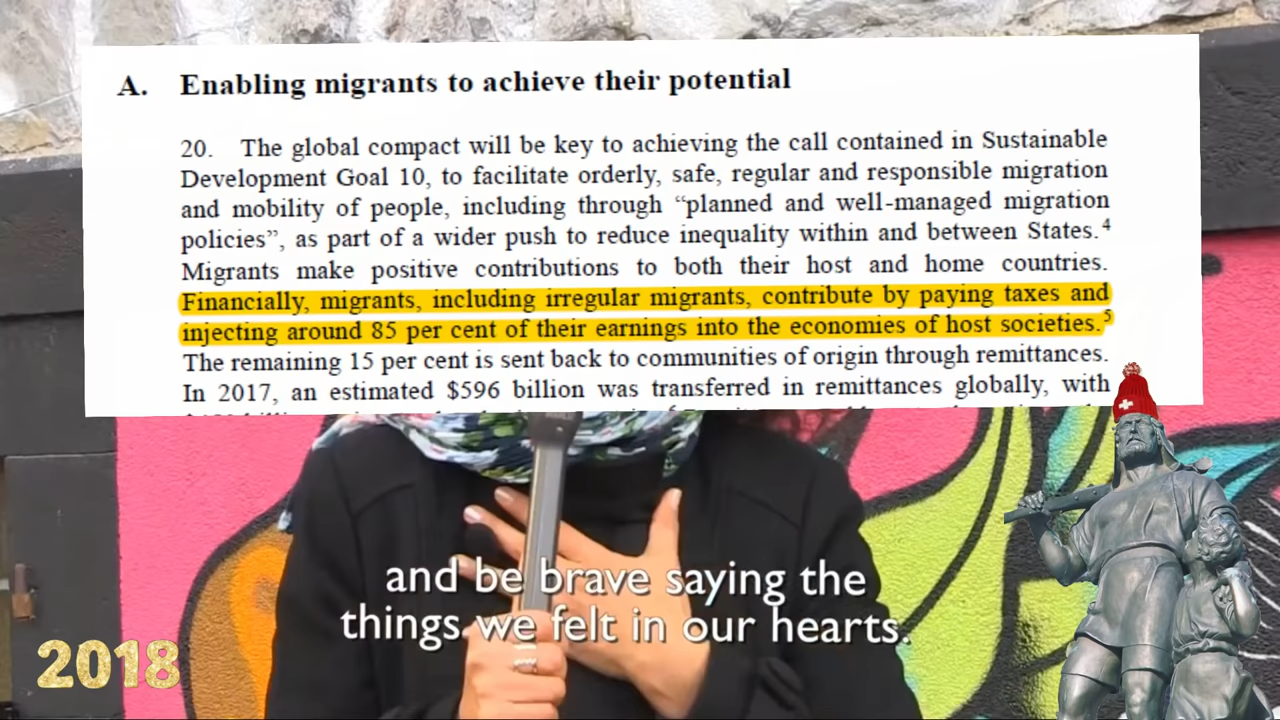 A. Enabling migrants to achieve their potential
20. The global compact will be key to achieving the call contained in Sustainable
Development Goal 10, to facilitate orderly, safe, regular and responsible migration
and mobility of people, including through “planned and well-managed migration
policies”, as part of a wider push to reduce inequality within and between States.⁴
Migrants make positive contributions to both their host and home countries.
Financially, migrants, including irregular migrants, contribute by paying taxes and
injecting around 85 per cent of their earnings into the economies of host societies.⁵
The remaining 15 per cent is sent back to communities of origin through remittances.
In 2017, an estimated $596 billion was transferred in remittances globally, with
and be brave saying the
things we felt in our hearts.
2018